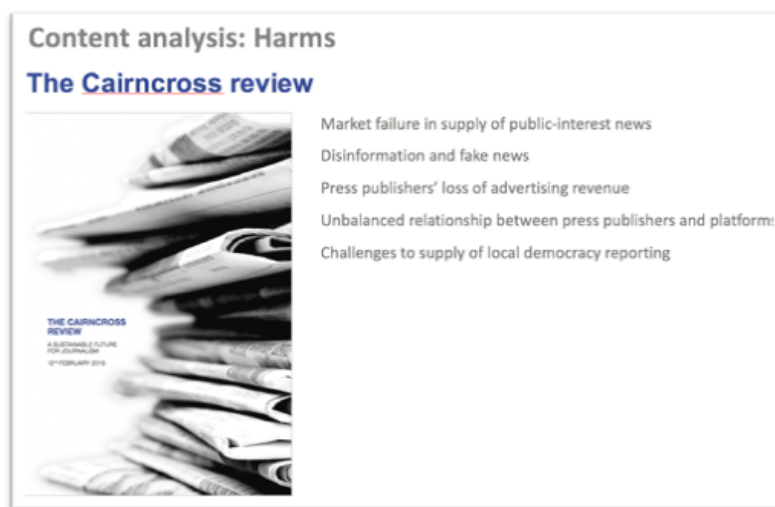 Content analysis: Harms
The Cairncross review
Market failure in supply of public-interest news
Disinformation and fake news
Press publishers' loss of advertising revenue
Unbalanced relationship between press publishers and platforms
Challenges to supply of local democracy reporting
THE CAIRNCROSS
REVIEW
A SUSTAINABLE FUTURE
FOR JOURNALISM
12TH FEBRUARY 2019